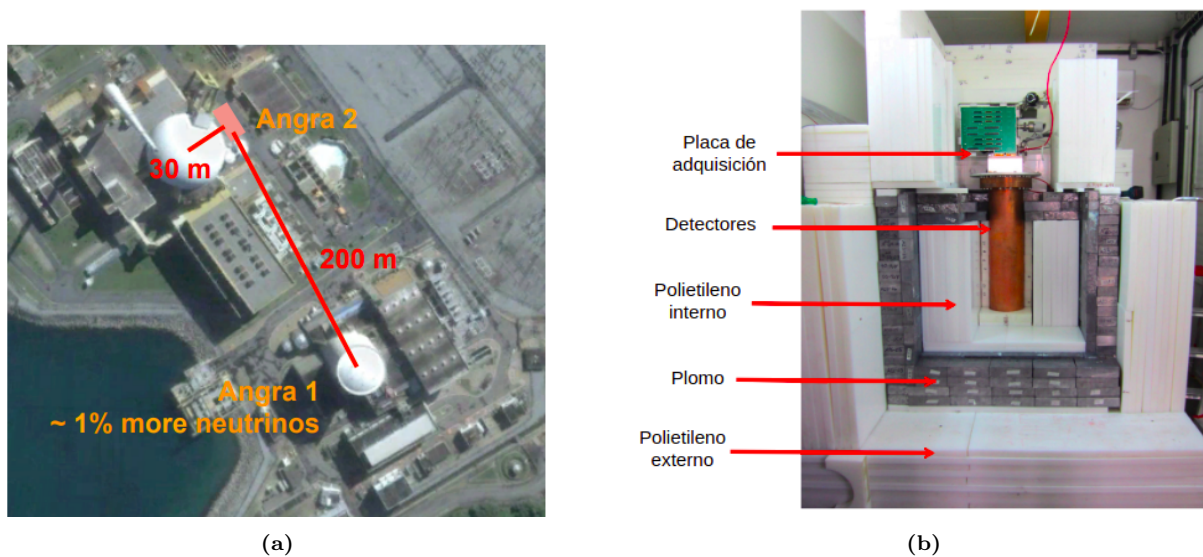 Angra 2
30 m
200 m
Angra 1
~ 1% more neutrinos
Placa de
adquisición
Detectores
Polietileno
interno
Plomo
Polietileno
externo
(a)
(b)